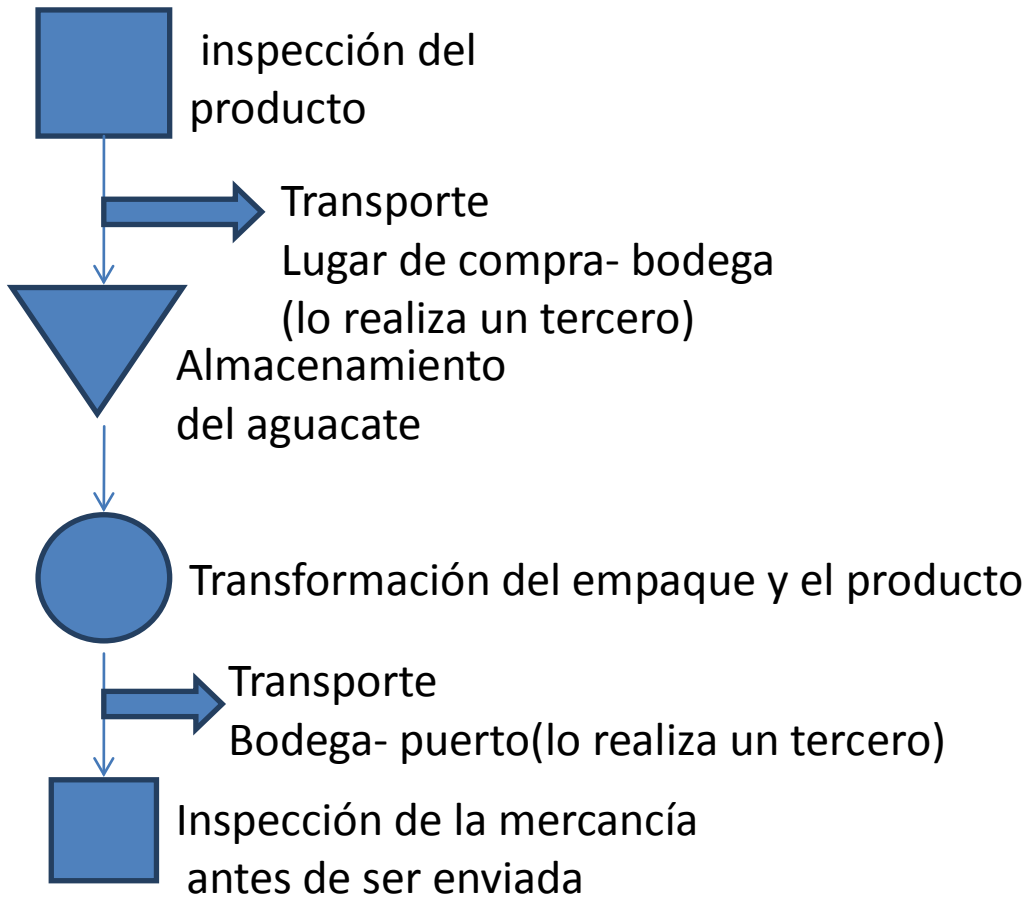 inspección del
producto
Transporte
Lugar de compra- bodega
(lo realiza un tercero)
Almacenamiento
del aguacate
Transformación del empaque y el producto
Transporte
Bodega- puerto(lo realiza un tercero)
Inspección de la mercancía
antes de ser enviada